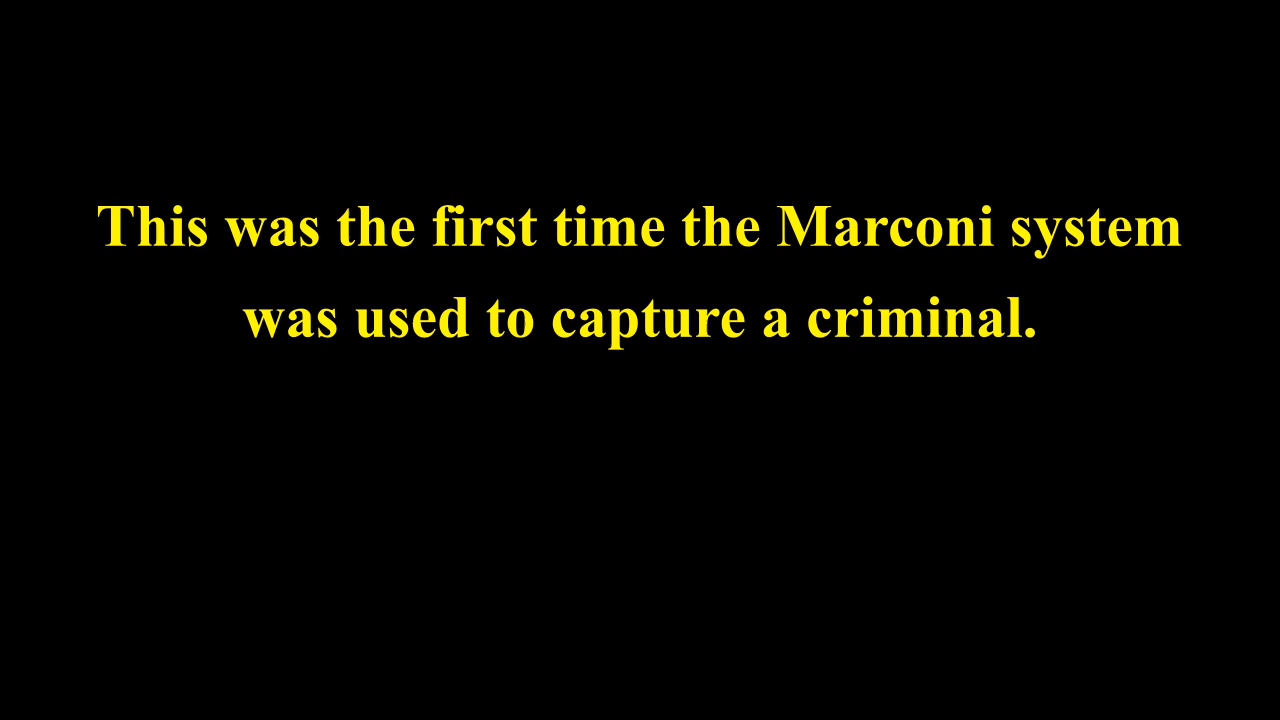 This was the first time the Marconi system
was used to capture a criminal.